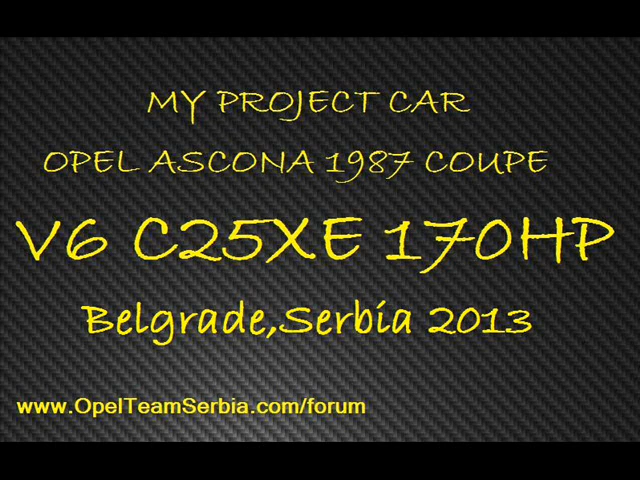 MY PROJECT CAR
OPEL ASCONA 1987 COUPE
V6 C25XE 170HP
Belgrade,Serbia 2013
www.OpelTeamSerbia.com/forum